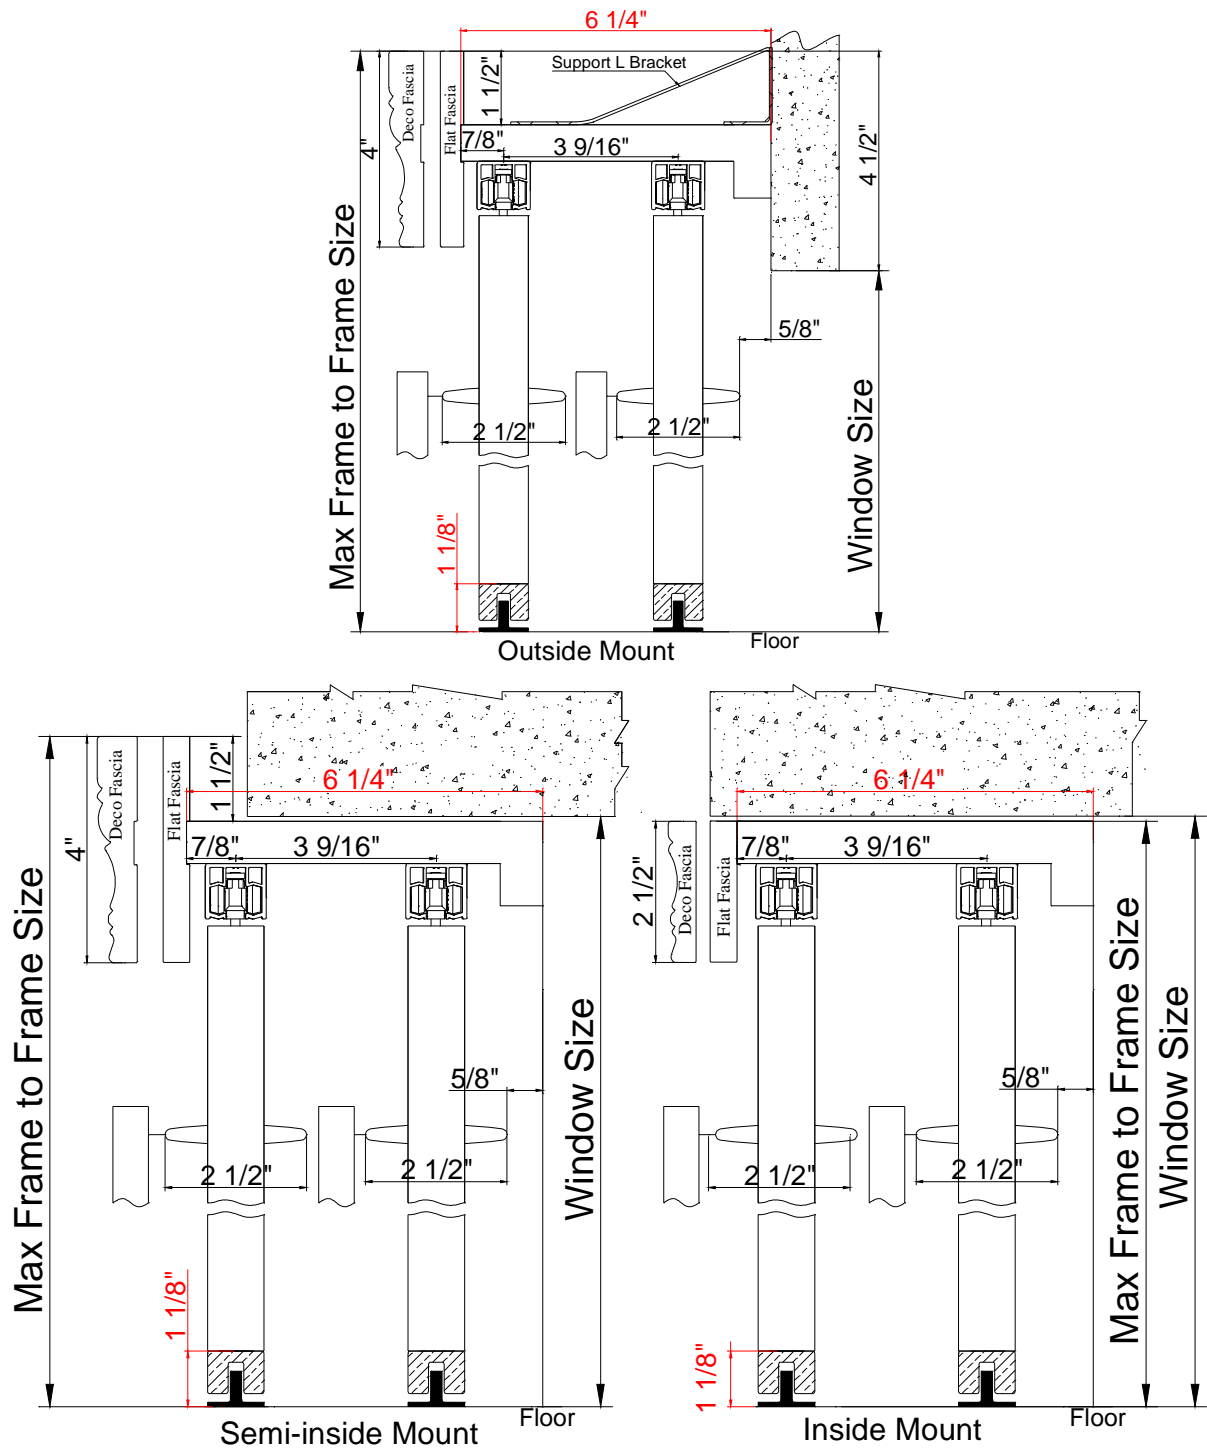 6 1/4"
Support L Bracket
1 1/2"
Deco Fascia
Flat Fascia
4"
7/8"
3 9/16"
4 1/2"
Max Frame to Frame Size
5/8"
Window Size
2 1/2"
2 1/2"
1 1/8"
Floor
Outside Mount
1 1/2"
6 1/4"
Deco Fascia
Flat Fascia
4"
7/8"
3 9/16"
Max Frame to Frame Size
Window Size
5/8"
2 1/2"
2 1/2"
1 1/8"
Floor
Semi-inside Mount
6 1/4"
7/8"
3 9/16"
2 1/2"
Deco Fascia
Flat Fascia
Max Frame to Frame Size
Window Size
5/8"
2 1/2"
2 1/2"
1 1/8"
Floor
Inside Mount